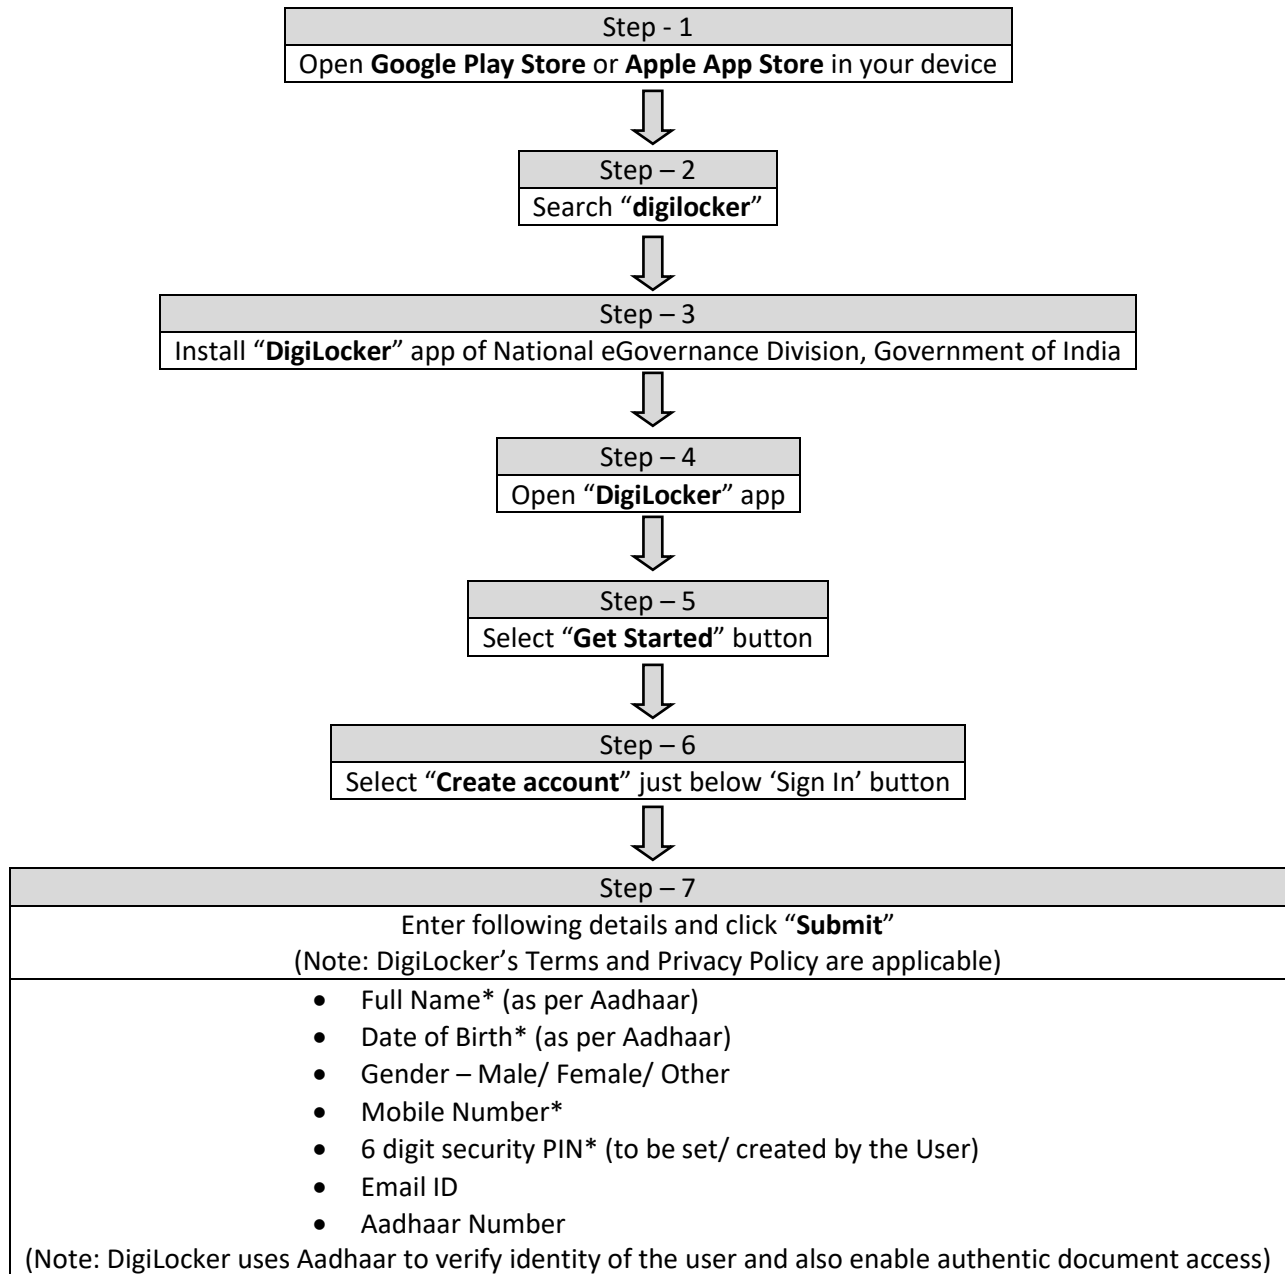 Step - 1
Open Google Play Store or Apple App Store in your device
Step – 2
Search “digilocker”
Step – 3
Install “DigiLocker” app of National eGovernance Division, Government of India
Step – 4
Open “DigiLocker” app
Step – 5
Select “Get Started” button
Step – 6
Select “Create account” just below ‘Sign In’ button
Step – 7
Enter following details and click “Submit”
(Note: DigiLocker’s Terms and Privacy Policy are applicable)
• Full Name* (as per Aadhaar)
• Date of Birth* (as per Aadhaar)
• Gender – Male/ Female/ Other
• Mobile Number*
• 6 digit security PIN* (to be set/ created by the User)
• Email ID
• Aadhaar Number
(Note: DigiLocker uses Aadhaar to verify identity of the user and also enable authentic document access)